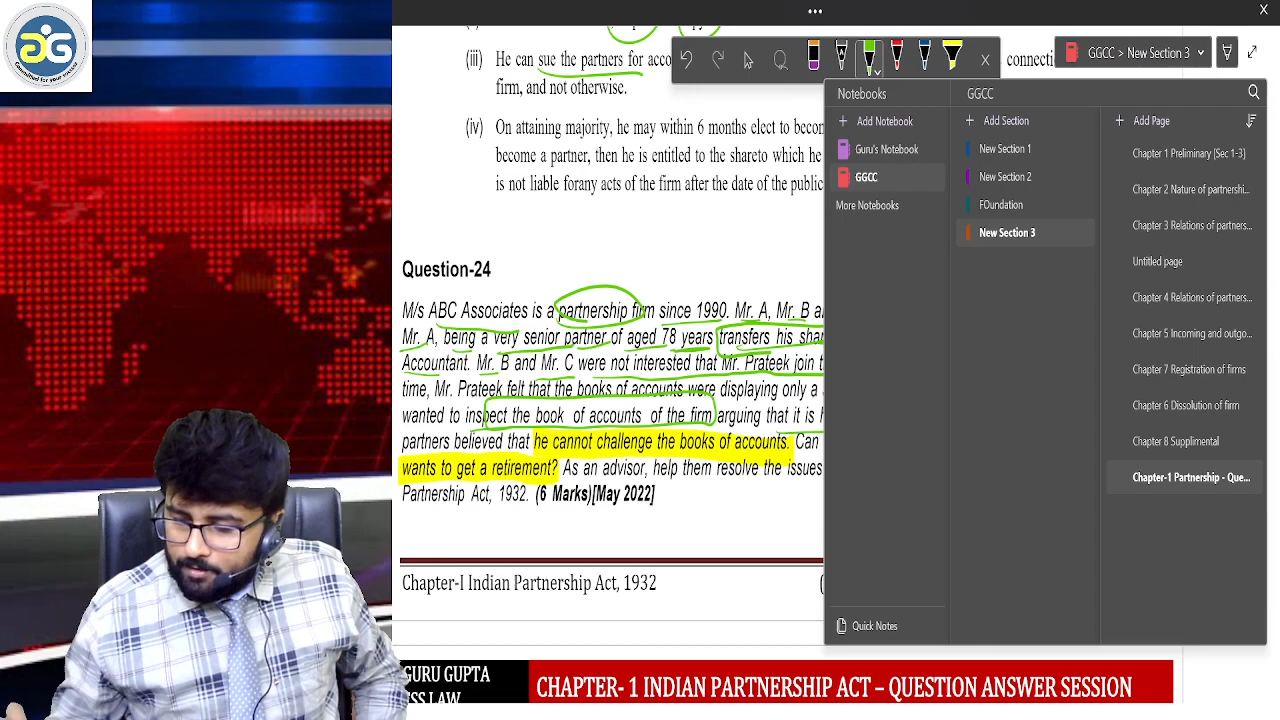 GG
Committed for your success
•••
X
(iii) He can sue the partners for acco
firm, and not otherwise.
connecti
GGCC > New Section 3
(iv) On attaining majority, he may within 6 months elect to becom
become a partner, then he is entitled to the shareto which he
is not liable forany acts of the firm after the date of the public
Question-24
M/s ABC Associates is a partnership firm since 1990. Mr. A, Mr. B a
Mr. A, being a very senior partner of aged 78 years transfers his shar
Accountant. Mr. B and Mr. C were not interested that Mr. Prateek join t
time, Mr. Prateek felt that the books of accounts were displaying only a
wanted to inspect the book of accounts of the firm arguing that it is h
partners believed that he cannot challenge the books of accounts. Can
wants to get a retirement? As an advisor, help them resolve the issues
Partnership Act, 1932. (6 Marks)[May 2022]
Chapter-I Indian Partnership Act, 1932
(
GURU GUPTA
SS LAW
CHAPTER- 1 INDIAN PARTNERSHIP ACT – QUESTION ANSWER SESSION
Notebooks
+ Add Notebook
Guru's Notebook
GGCC
More Notebooks
Quick Notes
GGCC
+ Add Section
New Section 1
New Section 2
FOundation
New Section 3
+ Add Page
Chapter 1 Preliminary [Sec 1-3]
Chapter 2 Nature of partnershi...
Chapter 3 Relations of partners...
Untitled page
Chapter 4 Relations of partners...
Chapter 5 Incoming and outgo...
Chapter 7 Registration of firms
Chapter 6 Dissolution of firm
Chapter 8 Supplimental
Chapter-1 Partnership - Que...